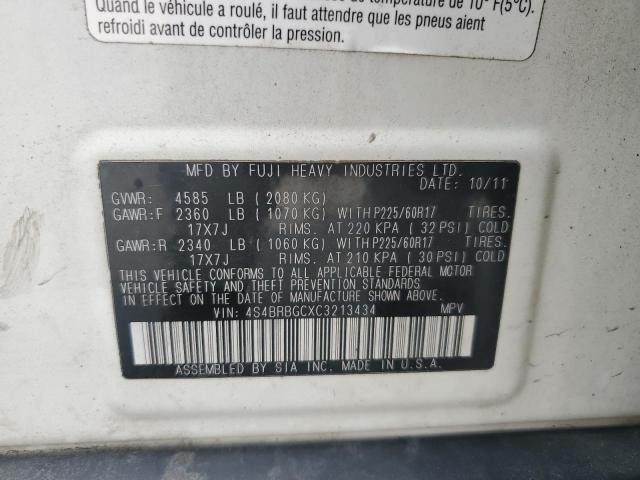 température de 10° F(5°C).
Quand le véhicule a roulé, il faut attendre que les pneus aient
refroidi avant de contrôler la pression.
MFD BY FUJI HEAVY INDUSTRIES LTD.
DATE: 10/11
GVWR: 4585 LB ( 2080 KG)
GAWR:F 2360 LB ( 1070 KG) WITH P225/60R17 TIRES.
17X7J RIMS. AT 220 KPA ( 32 PSI) COLD
GAWR:R 2340 LB ( 1060 KG) WITH P225/60R17 TIRES.
17X7J RIMS. AT 210 KPA ( 30 PSI) COLD
THIS VEHICLE CONFORMS TO ALL APPLICABLE FEDERAL MOTOR
VEHICLE SAFETY AND THEFT PREVENTION STANDARDS
IN EFFECT ON THE DATE OF MANUFACTURE SHOWN ABOVE.
VIN: 4S4BRBGCXC3213434 MPV
ASSEMBLED BY SIA INC. MADE IN U.S.A.